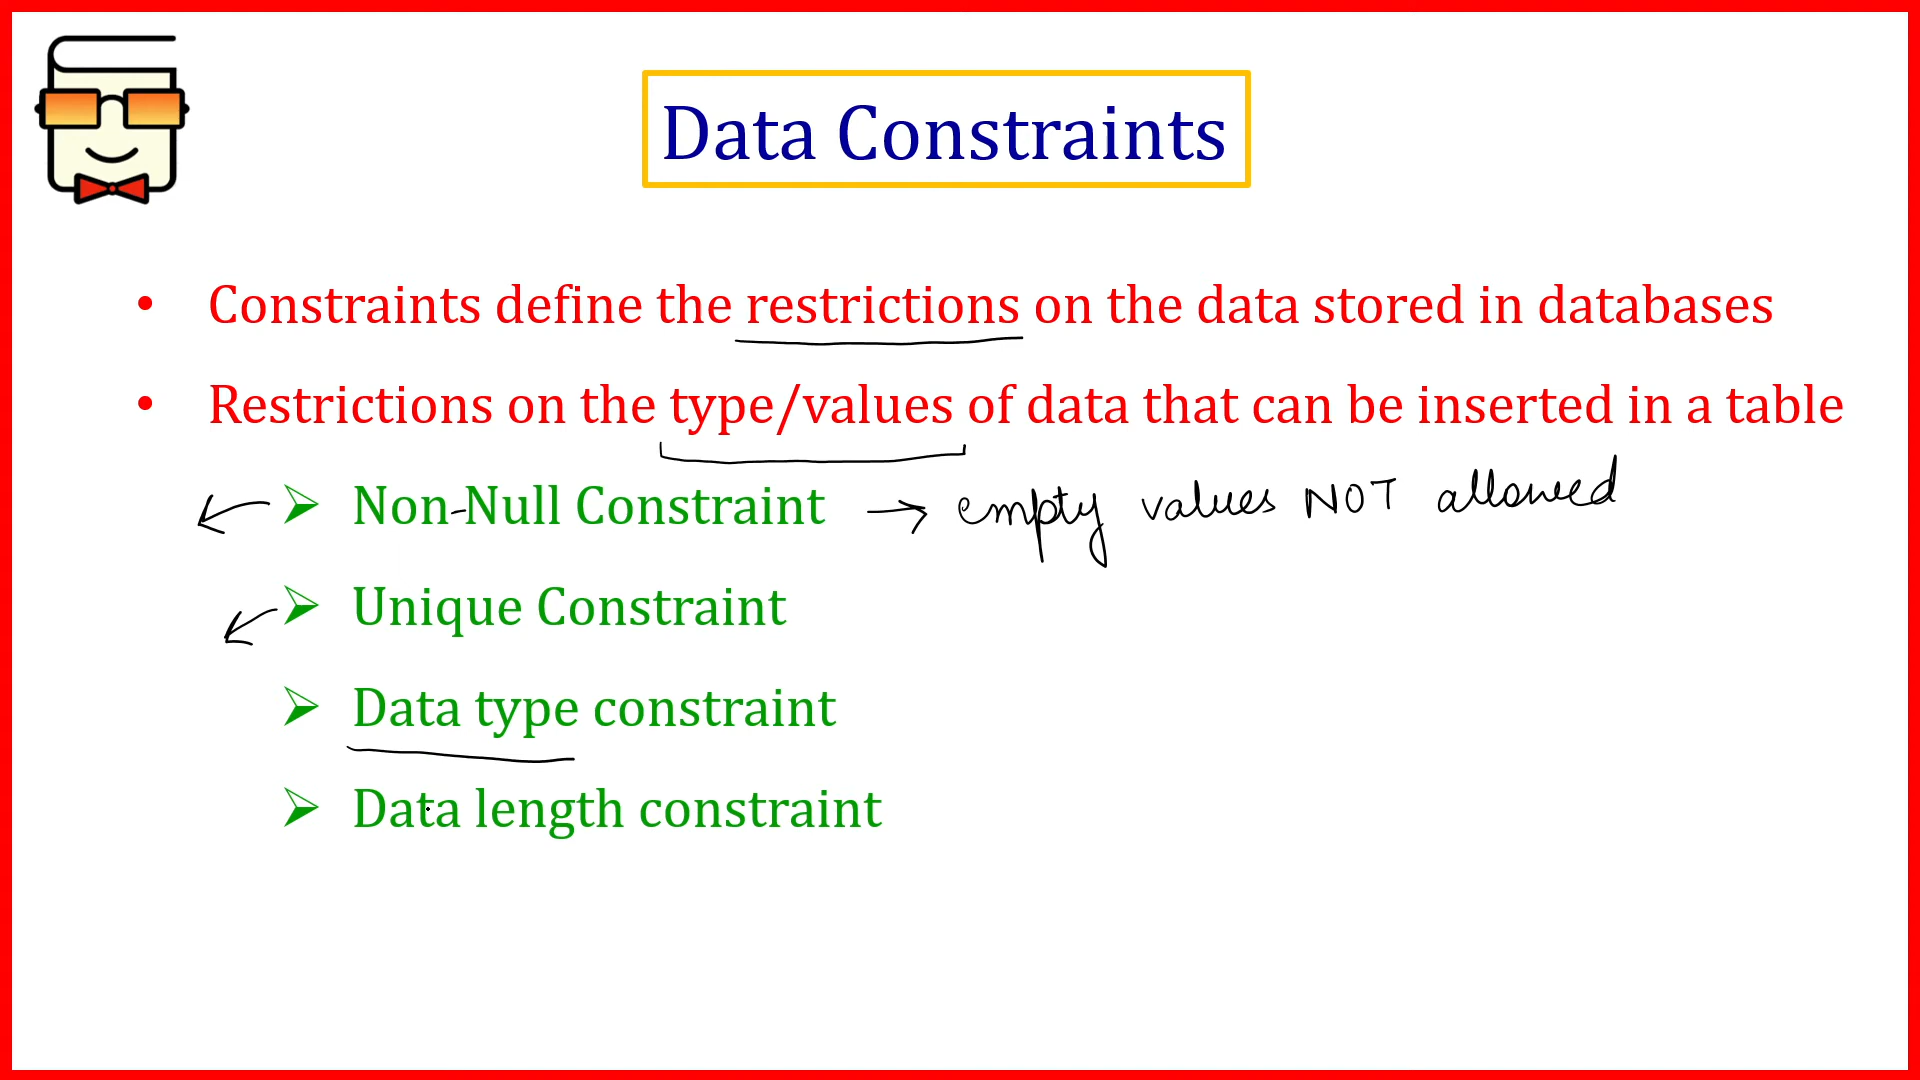 Data Constraints
• Constraints define the restrictions on the data stored in databases
• Restrictions on the type/values of data that can be inserted in a table
➢ Non-Null Constraint → empty values NOT allowed
➢ Unique Constraint
➢ Data type constraint
➢ Data length constraint